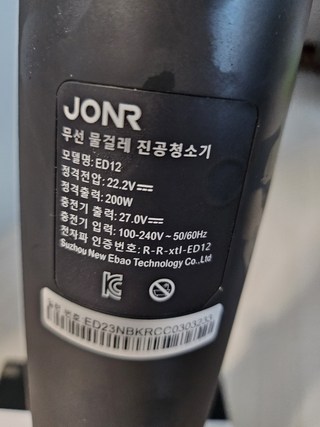 JONR
무선 물걸레 진공청소기
모델명:ED12
정격전압:22.2V⎓
정격출력:200W
충전기 출력:27.0V⎓
충전기 입력:100-240V~50/60Hz
전자파 인증번호: R-R-xtl-ED12
Suzhou New Ebao Technology Co.,Ltd
ED23NBKRCC0303233